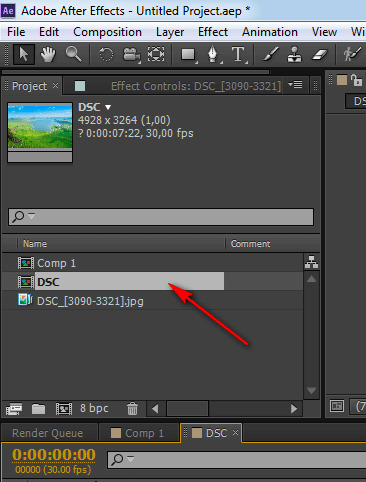 Ae Adobe After Effects - Untitled Project.aep *
File Edit Composition Layer Effect Animation View Wi
T
Project × Effect Controls: DSC_[3090-3321]
DSC ▼
4928 x 3264 (1,00)
? 0:00:07:22, 30,00 fps
DS
Name Comment
Comp 1
DSC
DSC_[3090-3321].jpg
8 bpc
(7
Render Queue Comp 1 DSC ×
0:00:00:00
00000 (30.00 fps)